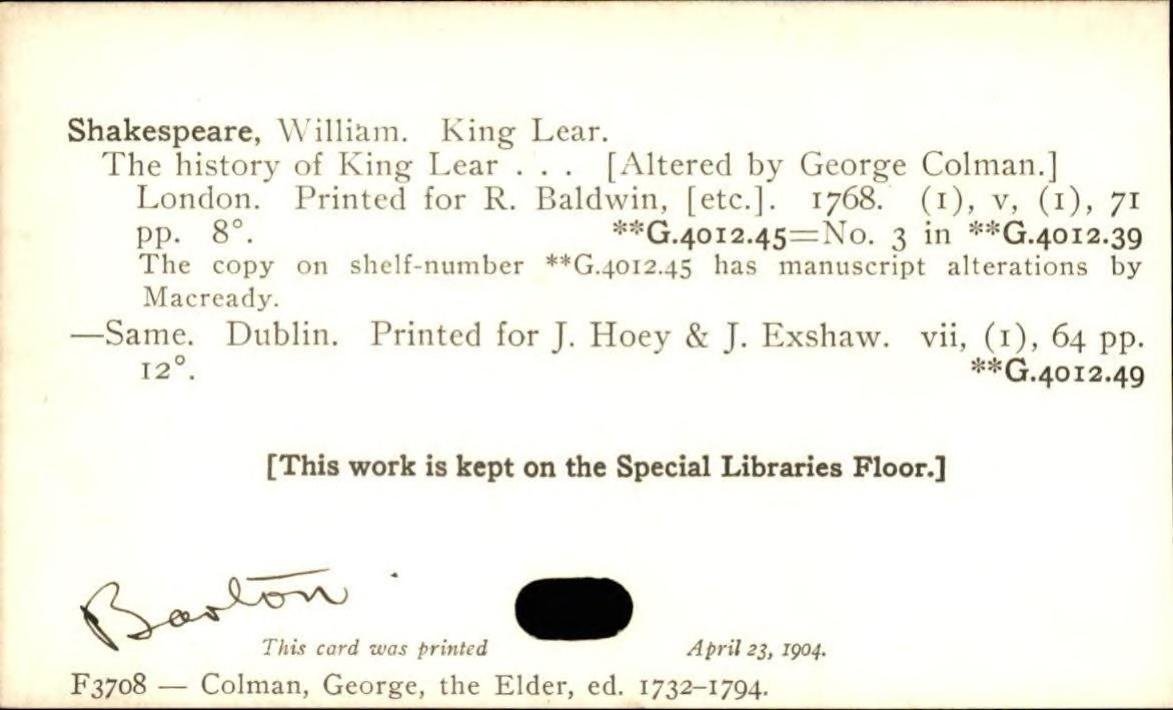 Shakespeare, William. King Lear.
The history of King Lear . . . [Altered by George Colman.]
London. Printed for R. Baldwin, [etc.]. 1768. (1), v, (1), 71
pp. 8°. **G.4012.45=No. 3 in **G.4012.39
The copy on shelf-number **G.4012.45 has manuscript alterations by
Macready.
—Same. Dublin. Printed for J. Hoey & J. Exshaw. vii, (1), 64 pp.
12°. **G.4012.49
[This work is kept on the Special Libraries Floor.]
Barton
This card was printed April 23, 1904.
F3708 — Colman, George, the Elder, ed. 1732-1794.